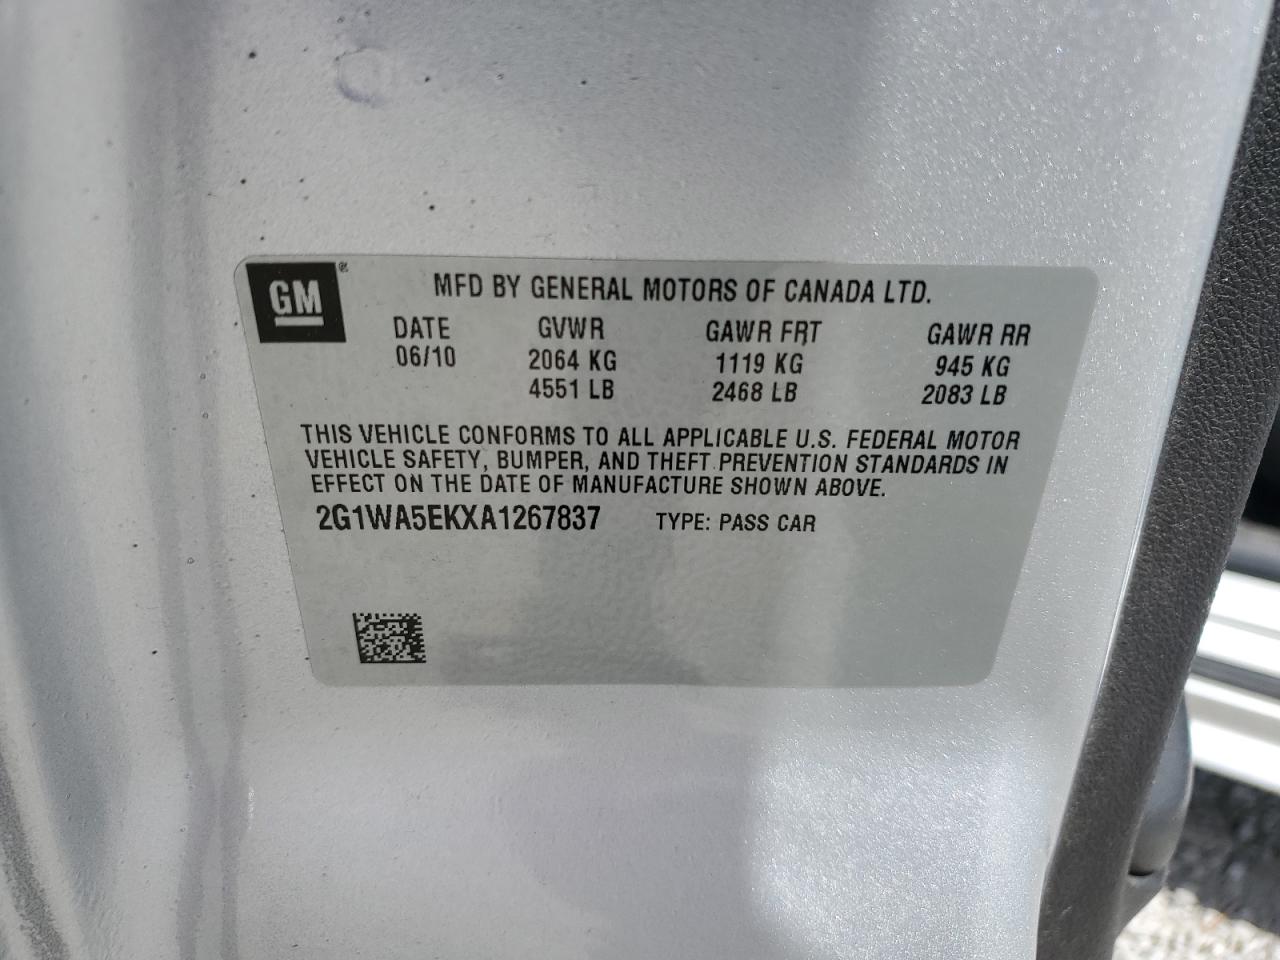 GM®
MFD BY GENERAL MOTORS OF CANADA LTD.
DATE GVWR GAWR FRT GAWR RR
06/10 2064 KG 1119 KG 945 KG
4551 LB 2468 LB 2083 LB
THIS VEHICLE CONFORMS TO ALL APPLICABLE U.S. FEDERAL MOTOR
VEHICLE SAFETY, BUMPER, AND THEFT PREVENTION STANDARDS IN
EFFECT ON THE DATE OF MANUFACTURE SHOWN ABOVE.
2G1WA5EKXA1267837 TYPE: PASS CAR